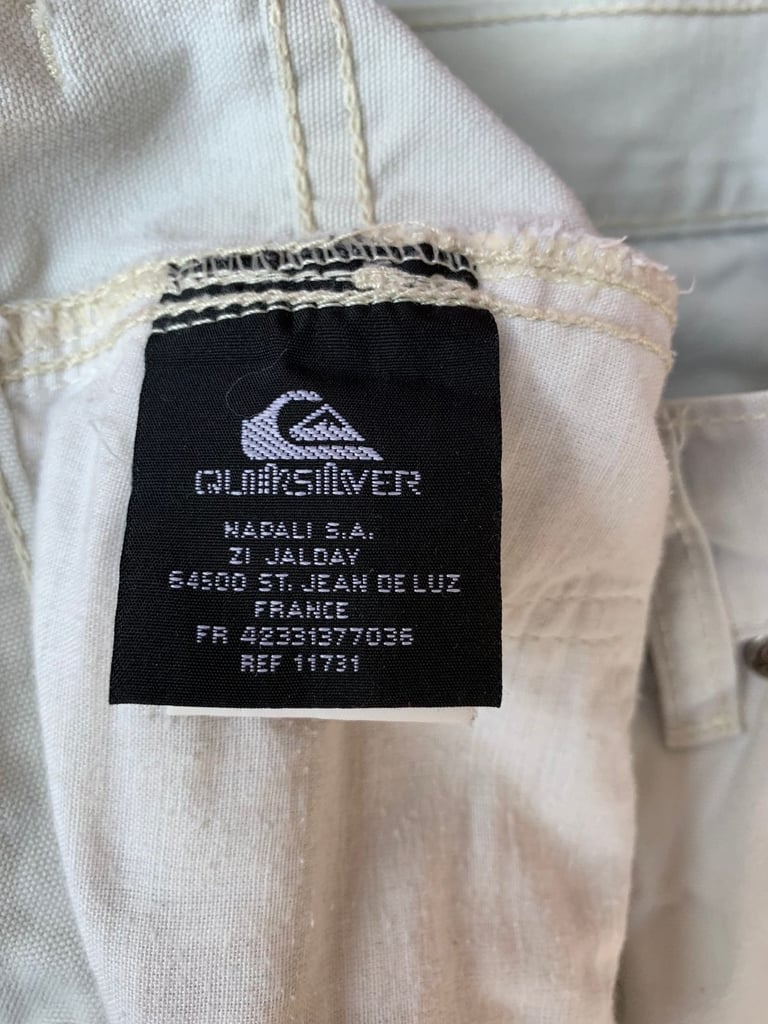 QUIKSILVER
NAPALI S.A.
ZI JALDAY
64500 ST. JEAN DE LUZ
FRANCE
FR 42331377036
REF 11731